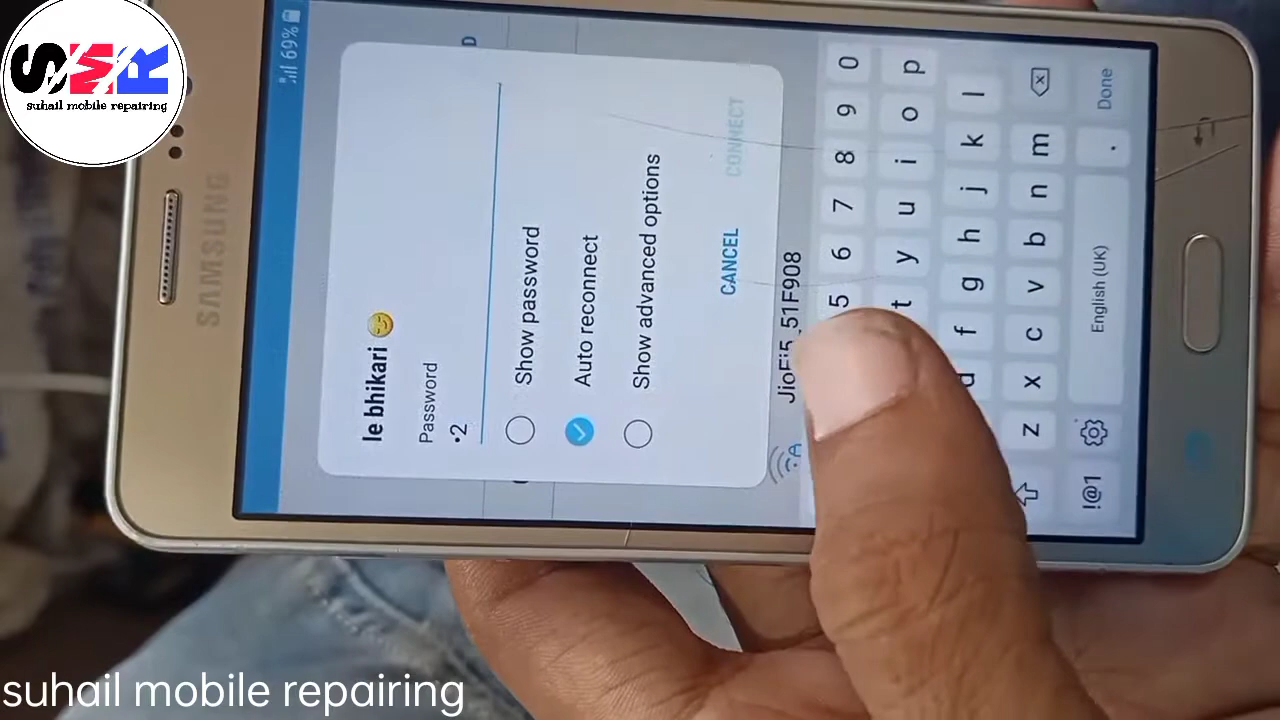 SMR
suhail mobile repairing
69%
SAMSUNG
le bhikari 😏
Password
•2
Show password
Auto reconnect
Show advanced options
CANCEL CONNECT
5 6 7 8 9 0
t y u i o p
d f g h j k l
z x c v b n m
!@1 English (UK) . Done
suhail mobile repairing